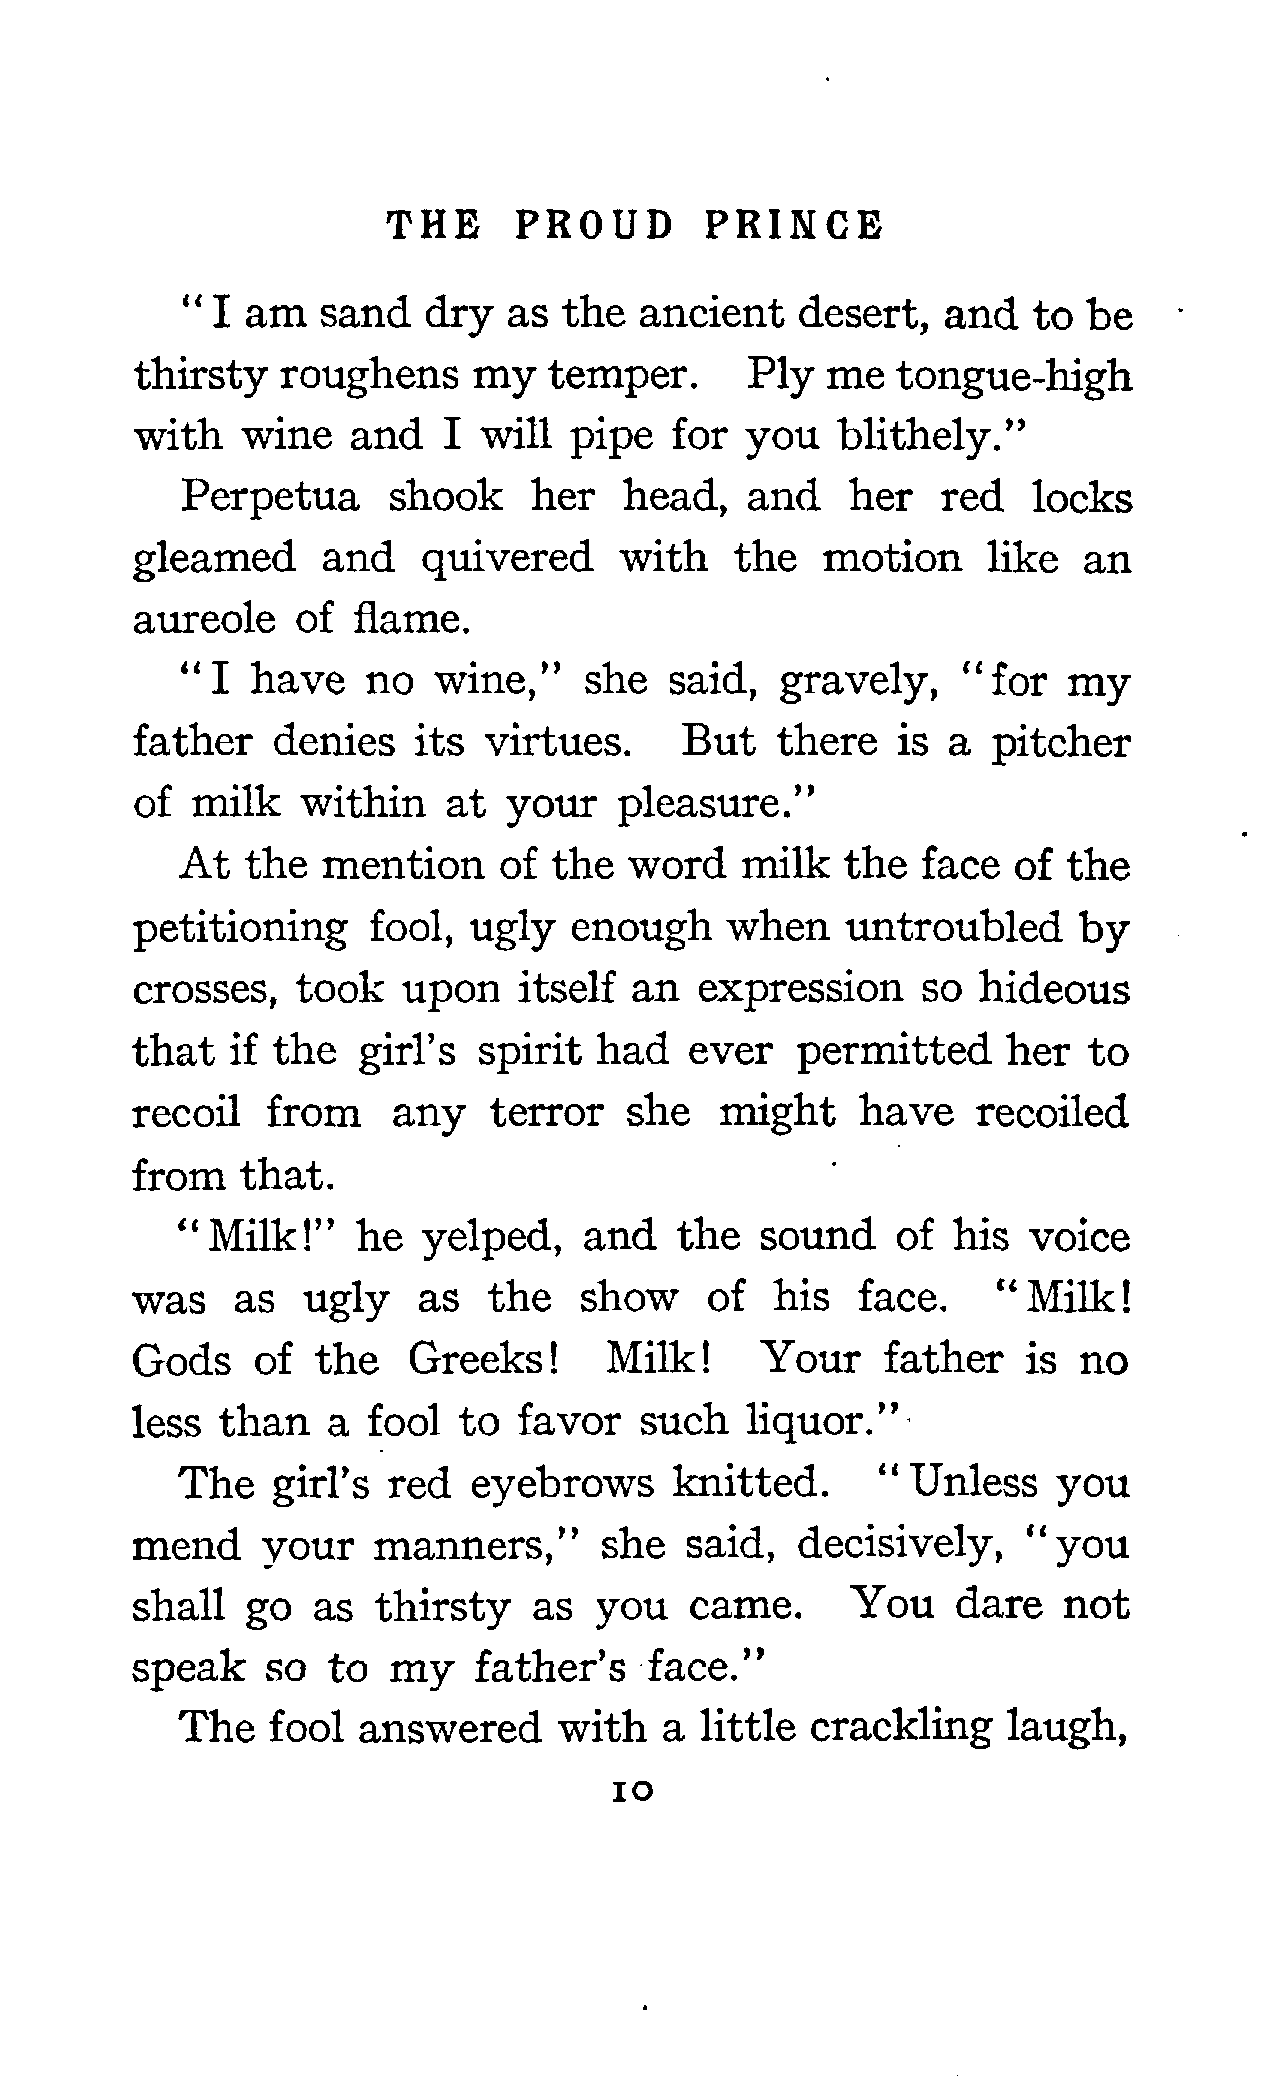 THE PROUD PRINCE
"I am sand dry as the ancient desert, and to be
thirsty roughens my temper. Ply me tongue-high
with wine and I will pipe for you blithely."
Perpetua shook her head, and her red locks
gleamed and quivered with the motion like an
aureole of flame.
"I have no wine," she said, gravely, "for my
father denies its virtues. But there is a pitcher
of milk within at your pleasure."
At the mention of the word milk the face of the
petitioning fool, ugly enough when untroubled by
crosses, took upon itself an expression so hideous
that if the girl's spirit had ever permitted her to
recoil from any terror she might have recoiled
from that.
"Milk!" he yelped, and the sound of his voice
was as ugly as the show of his face. "Milk!
Gods of the Greeks! Milk! Your father is no
less than a fool to favor such liquor."
The girl's red eyebrows knitted. "Unless you
mend your manners," she said, decisively, "you
shall go as thirsty as you came. You dare not
speak so to my father's face."
The fool answered with a little crackling laugh,
10